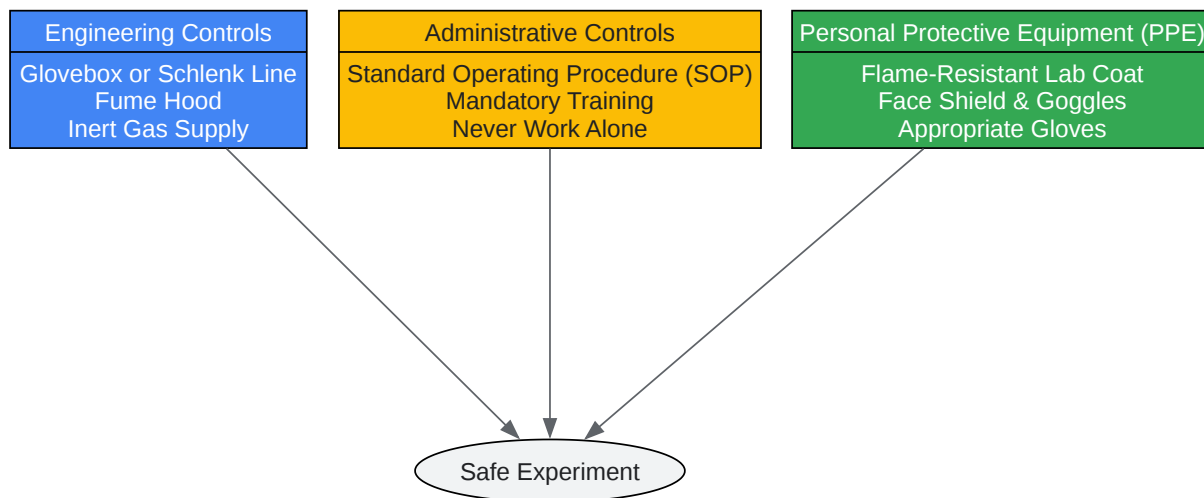 Engineering Controls
Glovebox or Schlenk Line
Fume Hood
Inert Gas Supply
Administrative Controls
Standard Operating Procedure (SOP)
Mandatory Training
Never Work Alone
Personal Protective Equipment (PPE)
Flame-Resistant Lab Coat
Face Shield & Goggles
Appropriate Gloves
Safe Experiment